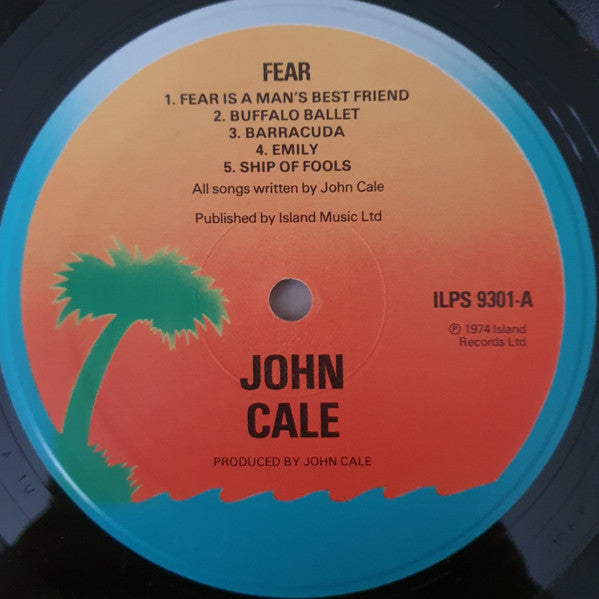 FEAR
1. FEAR IS A MAN'S BEST FRIEND
2. BUFFALO BALLET
3. BARRACUDA
4. EMILY
5. SHIP OF FOOLS
All songs written by John Cale
Published by Island Music Ltd
ILPS 9301-A
℗ 1974 Island
Records Ltd
JOHN
CALE
PRODUCED BY JOHN CALE